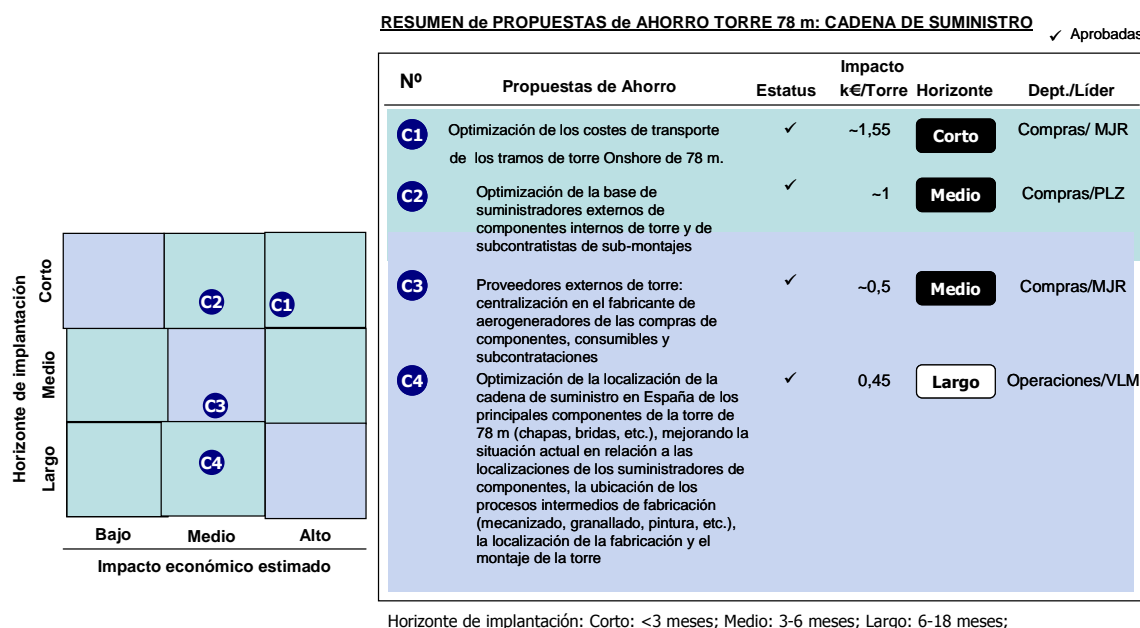 RESUMEN de PROPUESTAS de AHORRO TORRE 78 m: CADENA DE SUMINISTRO
✓ Aprobadas
Nº Propuestas de Ahorro Estatus Impacto k€/Torre Horizonte Dept./Líder
C1 Optimización de los costes de transporte ✓ ~1,55 Corto Compras/ MJR
de los tramos de torre Onshore de 78 m.
C2 Optimización de la base de ✓ ~1 Medio Compras/PLZ
suministradores externos de
componentes internos de torre y de
subcontratistas de sub-montajes
C3 Proveedores externos de torre: ✓ ~0,5 Medio Compras/MJR
centralización en el fabricante de
aerogeneradores de las compras de
componentes, consumibles y
subcontrataciones
C4 Optimización de la localización de la ✓ 0,45 Largo Operaciones/VLM
cadena de suministro en España de los
principales componentes de la torre de
78 m (chapas, bridas, etc.), mejorando la
situación actual en relación a las
localizaciones de los suministradores de
componentes, la ubicación de los
procesos intermedios de fabricación
(mecanizado, granallado, pintura, etc.),
la localización de la fabricación y el
montaje de la torre
Horizonte de implantación
Corto
Medio
Largo
C2 C1
C3
C4
Bajo Medio Alto
Impacto económico estimado
Horizonte de implantación: Corto: <3 meses; Medio: 3-6 meses; Largo: 6-18 meses;